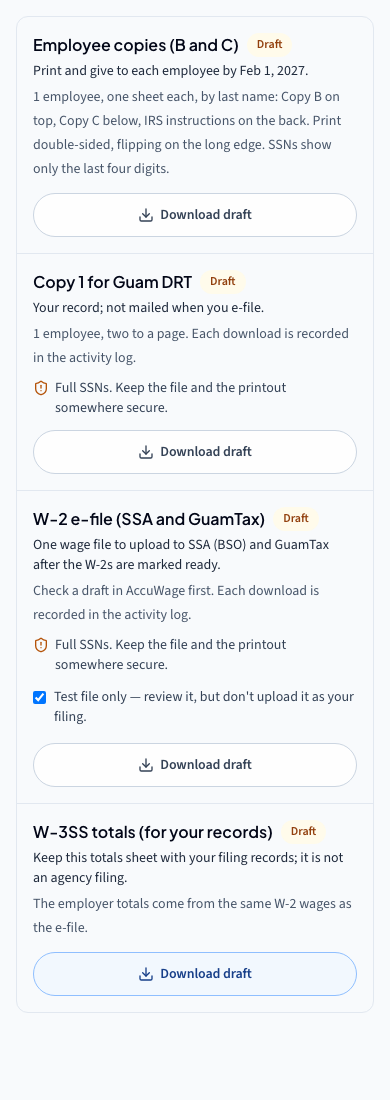 Employee copies (B and C) Draft
Print and give to each employee by Feb 1, 2027.
1 employee, one sheet each, by last name: Copy B on
top, Copy C below, IRS instructions on the back. Print
double-sided, flipping on the long edge. SSNs show
only the last four digits.
Download draft
Copy 1 for Guam DRT Draft
Your record; not mailed when you e-file.
1 employee, two to a page. Each download is recorded
in the activity log.
Full SSNs. Keep the file and the printout
somewhere secure.
Download draft
W-2 e-file (SSA and GuamTax) Draft
One wage file to upload to SSA (BSO) and GuamTax
after the W-2s are marked ready.
Check a draft in AccuWage first. Each download is
recorded in the activity log.
Full SSNs. Keep the file and the printout
somewhere secure.
Test file only — review it, but don't upload it as your
filing.
Download draft
W-3SS totals (for your records) Draft
Keep this totals sheet with your filing records; it is not
an agency filing.
The employer totals come from the same W-2 wages as
the e-file.
Download draft